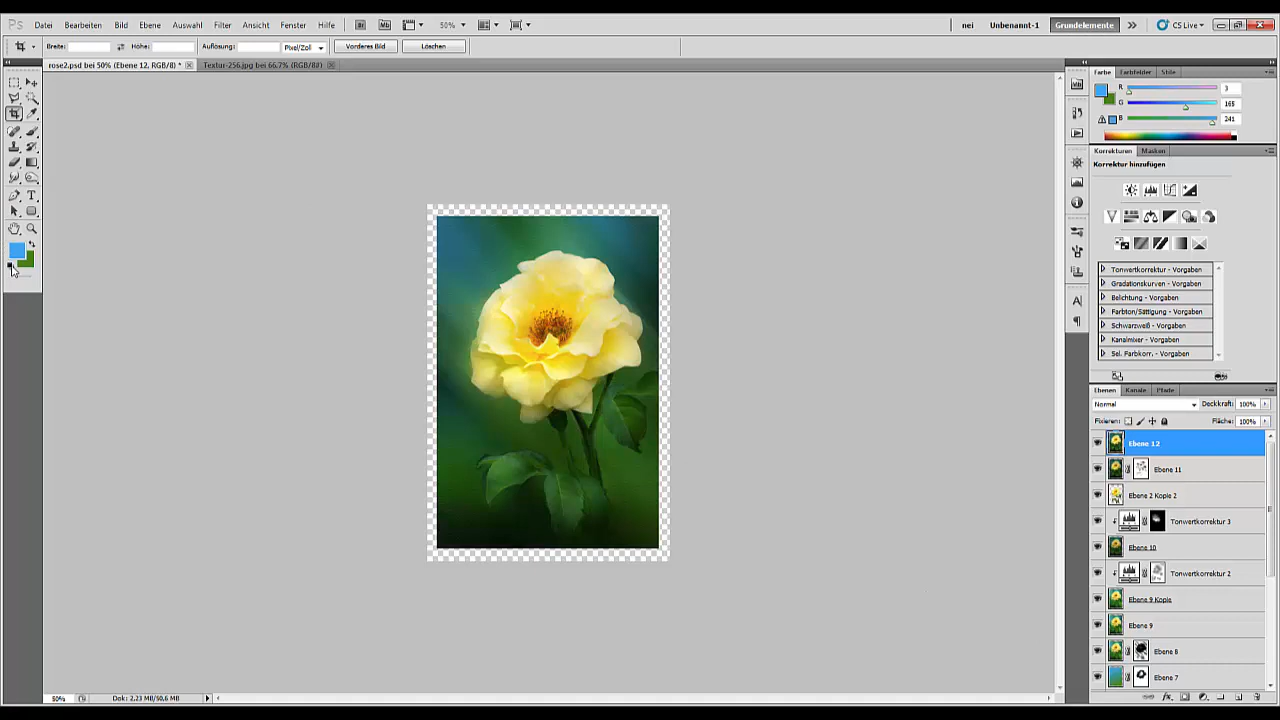 Ps Datei Bearbeiten Bild Ebene Auswahl Filter Ansicht Fenster Hilfe Br Mb 50% nei Unbenannt-1 Grundelemente CS Live
Breite: Höhe: Auflösung: Pixel/Zoll Vorderes Bild Löschen
rose2.psd bei 50% (Ebene 12, RGB/8) * Textur-256.jpg bei 66.7% (RGB/8#)
Farbe Farbfelder Stile
R 3
G 165
B 241
Korrekturen Masken
Korrektur hinzufügen
Tonwertkorrektur - Vorgaben
Gradationskurven - Vorgaben
Belichtung - Vorgaben
Farbton/Sättigung - Vorgaben
Schwarzweiß - Vorgaben
Kanalmixer - Vorgaben
Sel. Farbkorr. - Vorgaben
Ebenen Kanäle Pfade
Normal Deckkraft: 100%
Fixieren: Fläche: 100%
Ebene 12
Ebene 11
Ebene 2 Kopie 2
Tonwertkorrektur 3
Ebene 10
Tonwertkorrektur 2
Ebene 9 Kopie
Ebene 9
Ebene 8
Ebene 7
50% Dok: 2,23 MB/50,6 MB